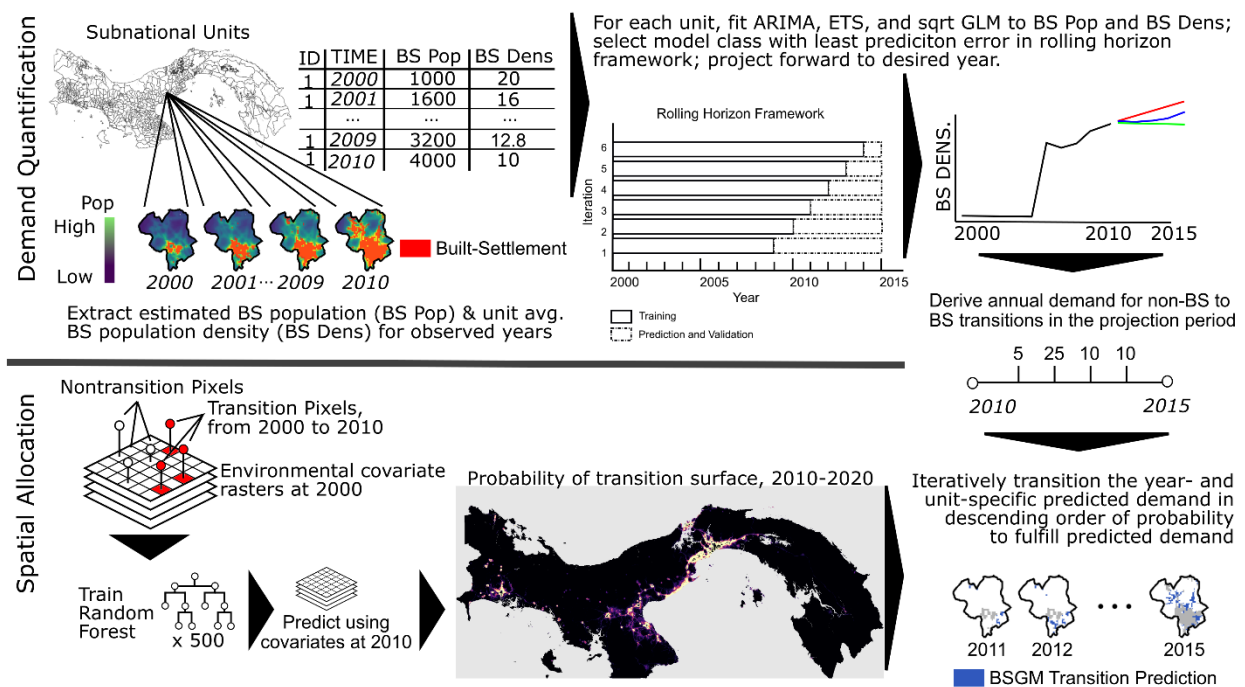 Demand Quantification
Subnational Units
ID TIME BS Pop BS Dens
1 2000 1000 20
1 2001 1600 16
... ...
1 2009 3200 12.8
1 2010 4000 10
Pop
High
Low
2000 2001 ... 2009 2010
Built-Settlement
Extract estimated BS population (BS Pop) & unit avg.
BS population density (BS Dens) for observed years
For each unit, fit ARIMA, ETS, and sqrt GLM to BS Pop and BS Dens;
select model class with least prediciton error in rolling horizon
framework; project forward to desired year.
Rolling Horizon Framework
Iteration
6
5
4
3
2
1
2000 2005 2010 2015
Year
Training
Prediction and Validation
BS DENS.
2000 2010 2015
Derive annual demand for non-BS to
BS transitions in the projection period
5 25 10 10
2010 2015
Spatial Allocation
Nontransition Pixels
Transition Pixels,
from 2000 to 2010
Environmental covariate
rasters at 2000
Train
Random
Forest
x 500
Predict using
covariates at 2010
Probability of transition surface, 2010-2020
Iteratively transition the year- and
unit-specific predicted demand in
descending order of probability
to fulfill predicted demand
2011 2012 ... 2015
BSGM Transition Prediction